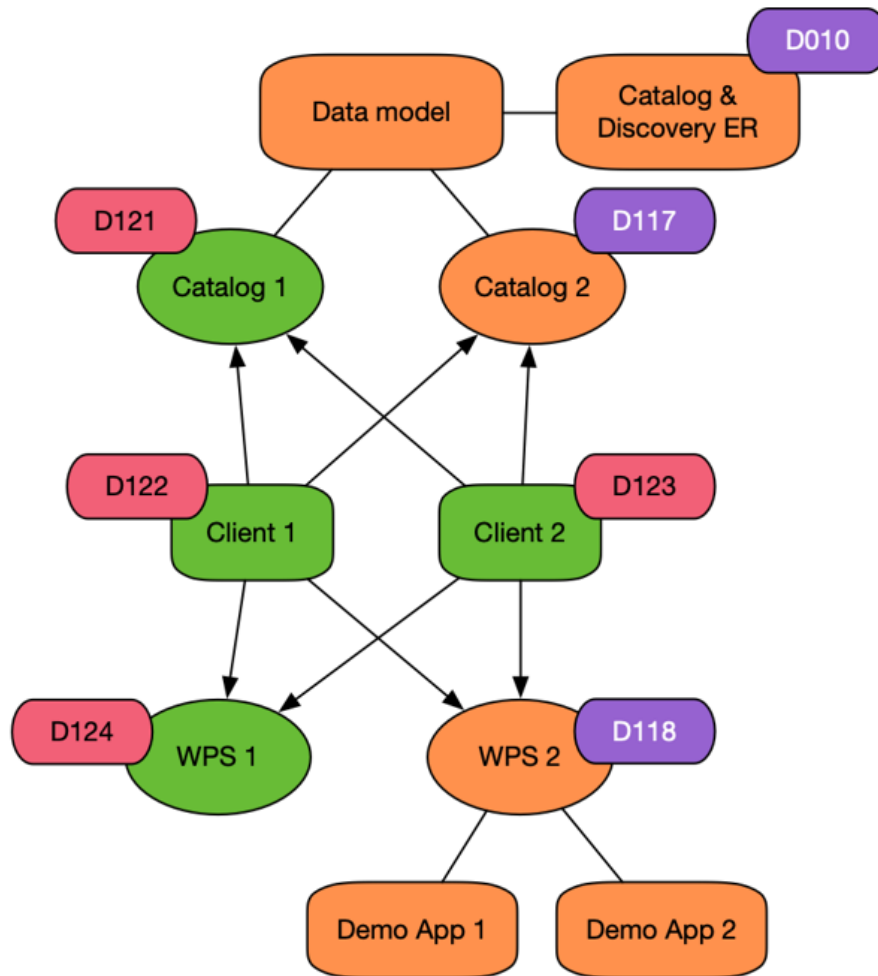 D010
Data model
Catalog &
Discovery ER
D121
D117
Catalog 1
Catalog 2
D122
D123
Client 1
Client 2
D124
D118
WPS 1
WPS 2
Demo App 1
Demo App 2